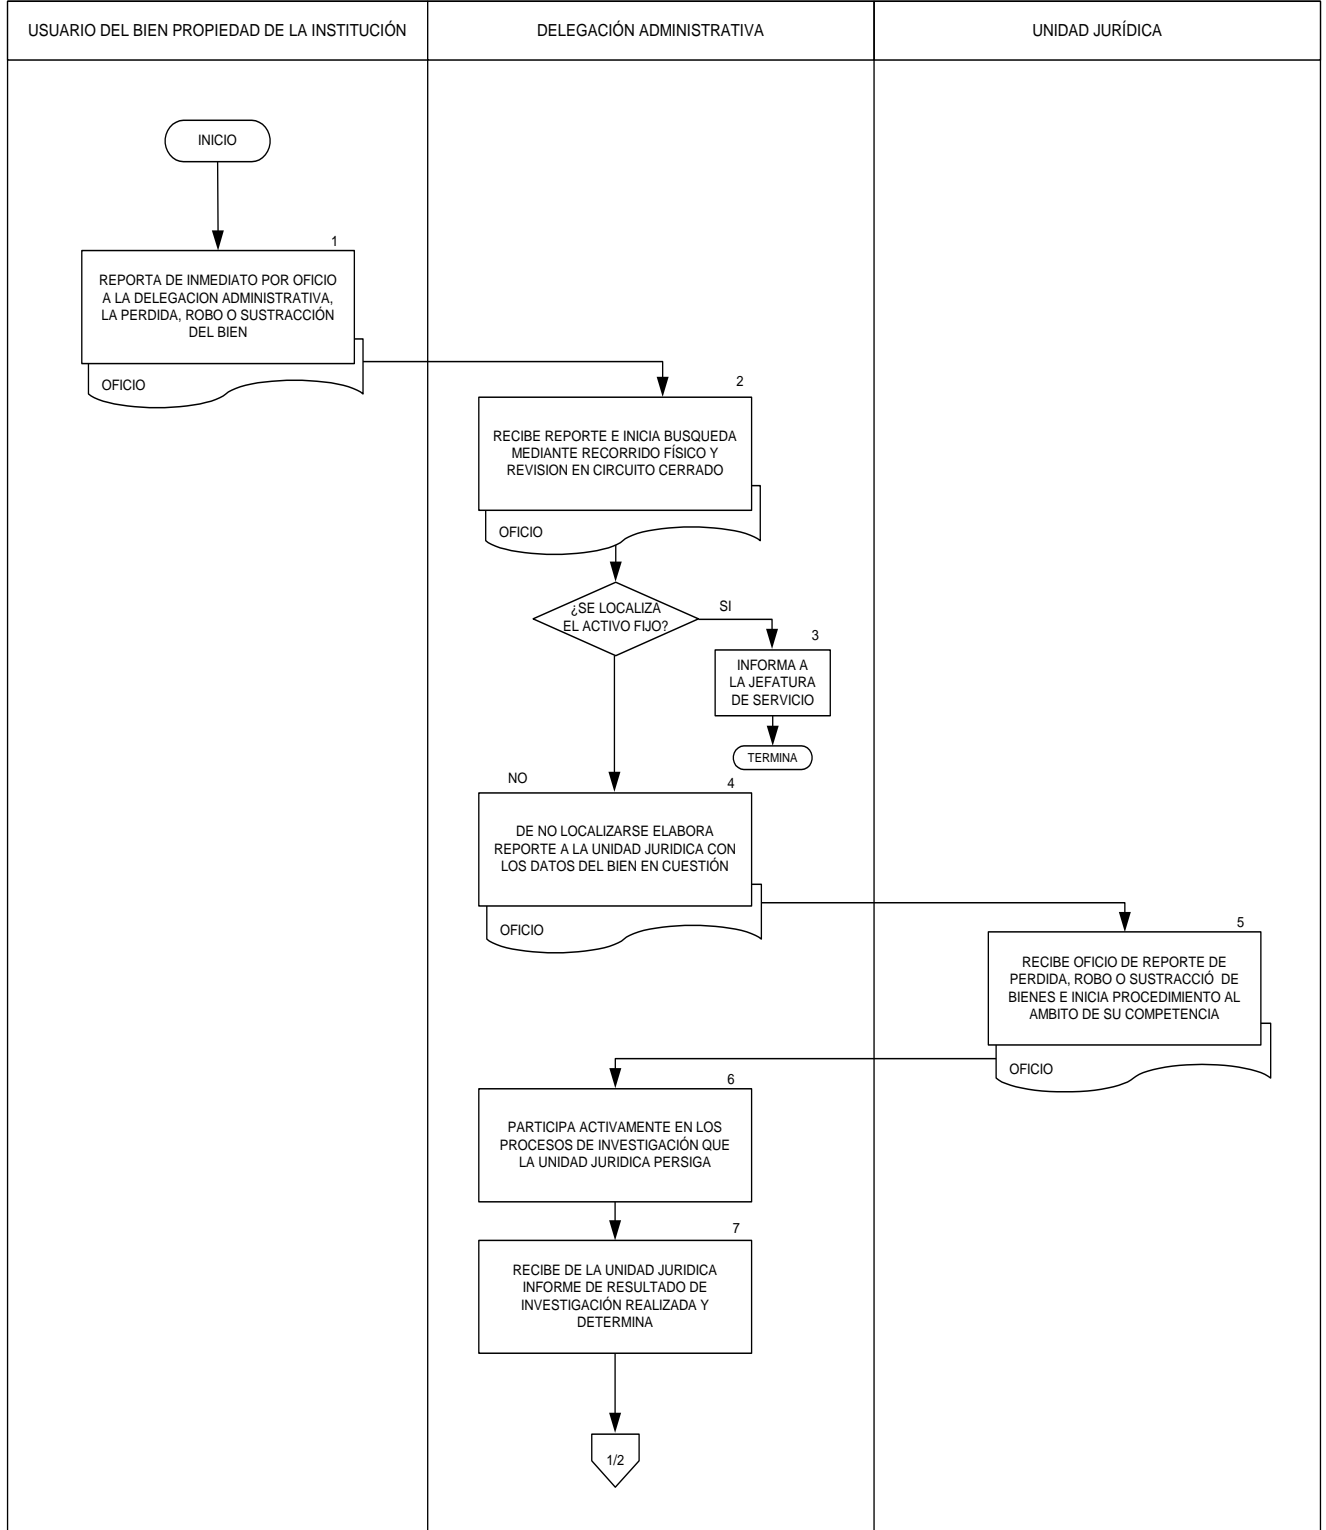 USUARIO DEL BIEN PROPIEDAD DE LA INSTITUCIÓN
DELEGACIÓN ADMINISTRATIVA
UNIDAD JURÍDICA
INICIO
1
REPORTA DE INMEDIATO POR OFICIO
A LA DELEGACION ADMINISTRATIVA,
LA PERDIDA, ROBO O SUSTRACCIÓN
DEL BIEN
OFICIO
2
RECIBE REPORTE E INICIA BUSQUEDA
MEDIANTE RECORRIDO FÍSICO Y
REVISION EN CIRCUITO CERRADO
OFICIO
¿SE LOCALIZA
EL ACTIVO FIJO?
SI
3
INFORMA A
LA JEFATURA
DE SERVICIO
TERMINA
NO
4
DE NO LOCALIZARSE ELABORA
REPORTE A LA UNIDAD JURIDICA CON
LOS DATOS DEL BIEN EN CUESTIÓN
OFICIO
5
RECIBE OFICIO DE REPORTE DE
PERDIDA, ROBO O SUSTRACCIÓ  DE
BIENES E INICIA PROCEDIMIENTO AL
AMBITO DE SU COMPETENCIA
OFICIO
6
PARTICIPA ACTIVAMENTE EN LOS
PROCESOS DE INVESTIGACIÓN QUE
LA UNIDAD JURIDICA PERSIGA
7
RECIBE DE LA UNIDAD JURIDICA
INFORME DE RESULTADO DE
INVESTIGACIÓN REALIZADA Y
DETERMINA
1/2